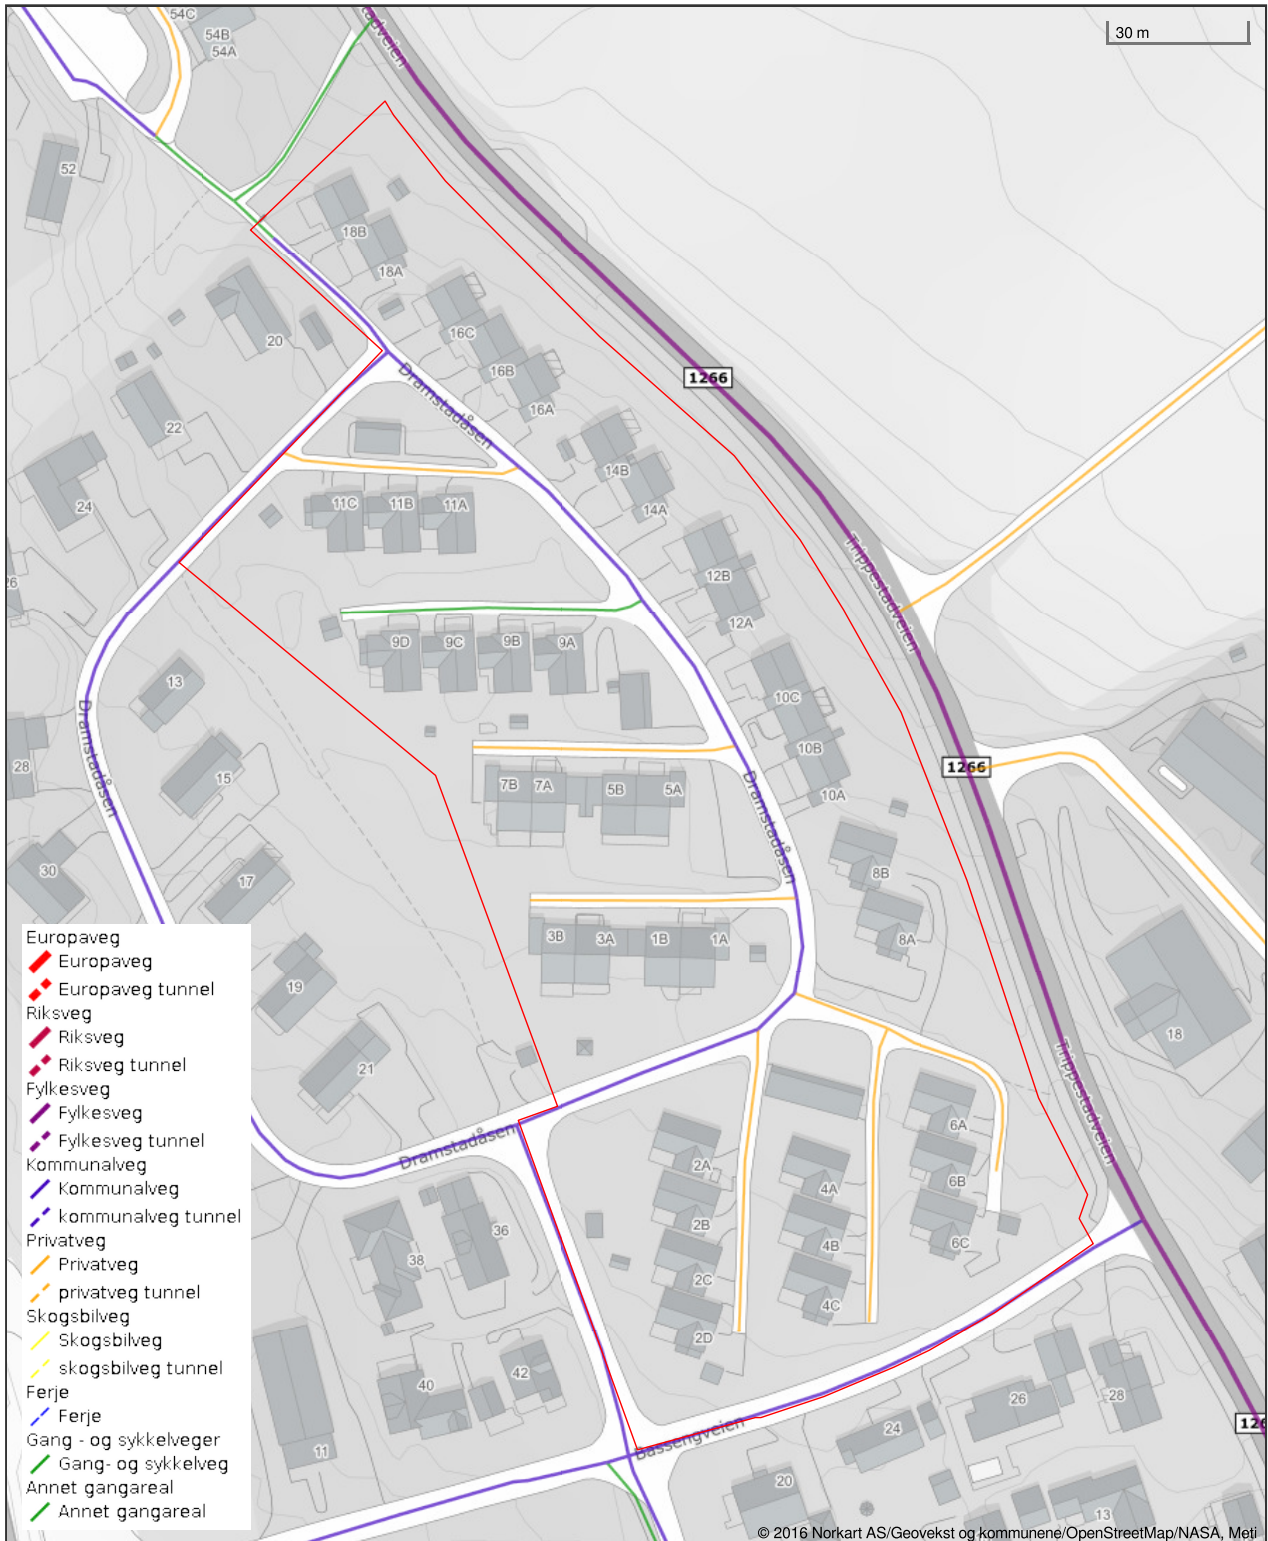 54C
54B
54A
30 m
tadveien
52
18B
18A
20
16C
16B
16A
Dramstadåsen
1266
22
24
14B
14A
11C
11B
11A
Trippestadveien
12B
12A
26
9D
9C
9B
9A
13
10C
10B
10A
Dramstadåsen
28
15
7B
7A
5B
5A
Dramstadåsen
1266
8B
8A
30
17
3B
3A
1B
1A
19
18
21
Trippestadveien
6A
6B
6C
2A
2B
2C
2D
4A
4B
4C
Dramstadåsen
36
38
40
42
11
Bassengveien
24
26
28
126
20
13
Europaveg
Europaveg
Europaveg tunnel
Riksveg
Riksveg
Riksveg tunnel
Fylkesveg
Fylkesveg
Fylkesveg tunnel
Kommunalveg
Kommunalveg
kommunalveg tunnel
Privatveg
Privatveg
privatveg tunnel
Skogsbilveg
Skogsbilveg
skogsbilveg tunnel
Ferje
Ferje
Gang - og sykkelveger
Gang- og sykkelveg
Annet gangareal
Annet gangareal
© 2016 Norkart AS/Geovekst og kommunene/OpenStreetMap/NASA, Meti